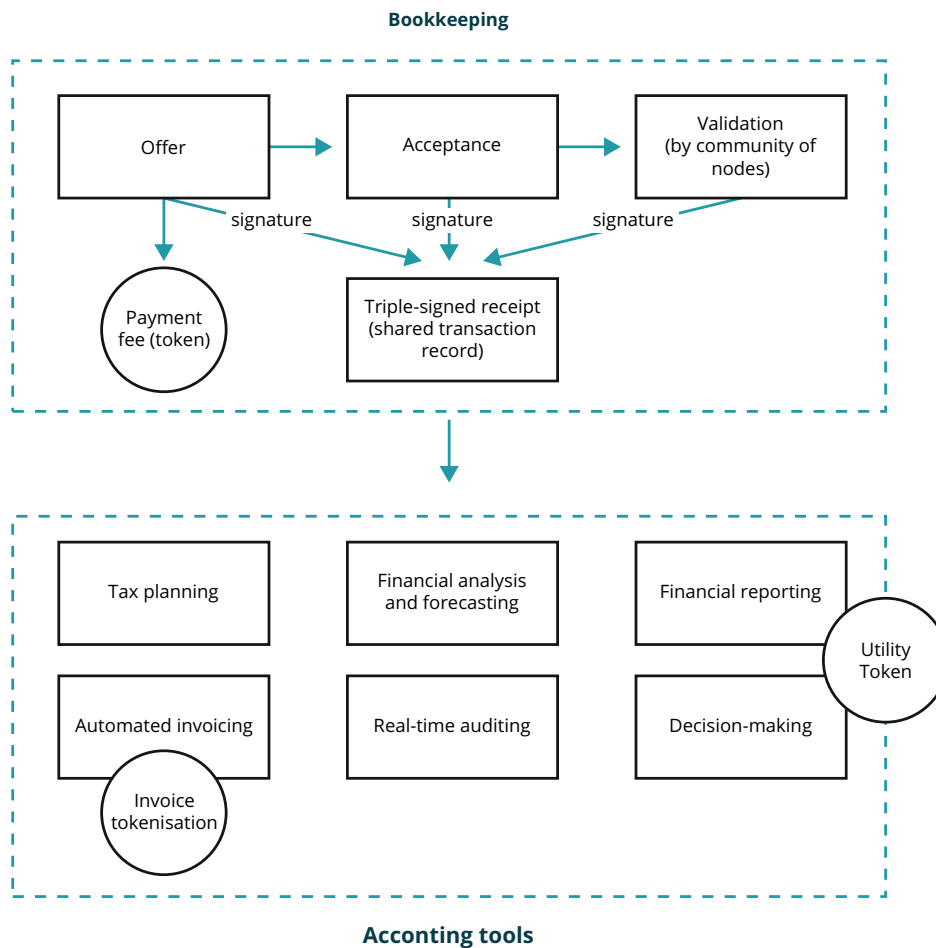 Bookkeeping
Offer
Acceptance
Validation
(by community of
nodes)
signature
signature
signature
Payment
fee (token)
Triple-signed receipt
(shared transaction
record)
Tax planning
Financial analysis
and forecasting
Financial reporting
Utility
Token
Automated invoicing
Real-time auditing
Decision-making
Invoice
tokenisation
Acconting tools